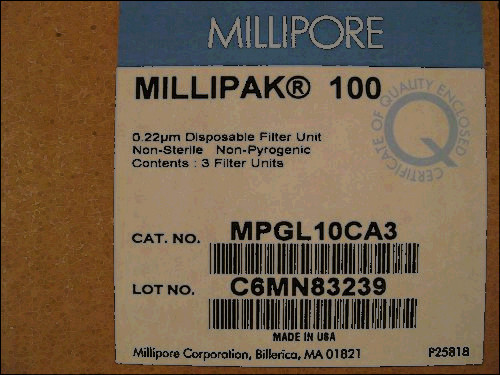 MILLIPORE
MILLIPAK® 100
0.22µm Disposable Filter Unit
Non-Sterile Non-Pyrogenic
Contents : 3 Filter Units
CERTIFICATE OF QUALITY ENCLOSED
Q
CAT. NO. MPGL10CA3
LOT NO. C6MN83239
MADE IN USA
Millipore Corporation, Billerica, MA 01821 P25818